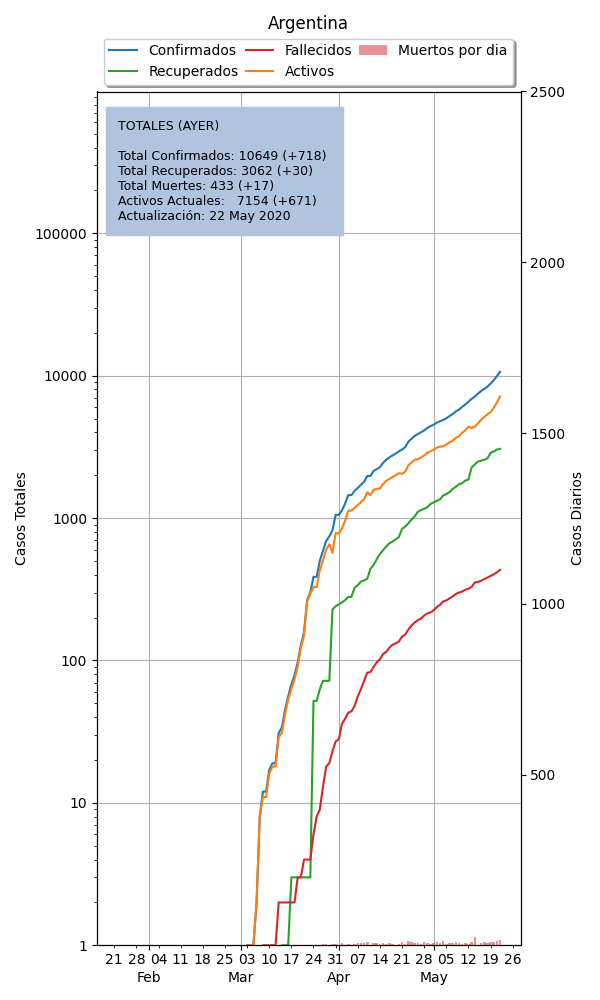 Argentina
Confirmados
Fallecidos
Muertos por dia
Recuperados
Activos
TOTALES (AYER)
Total Confirmados: 10649 (+718)
Total Recuperados: 3062 (+30)
Total Muertes: 433 (+17)
Activos Actuales: 7154 (+671)
Actualización: 22 May 2020
Casos Totales
100000
10000
1000
100
10
1
2500
2000
1500
1000
500
Casos Diarios
21 28 04 11 18 25 03 10 17 24 31 07 14 21 28 05 12 19 26
Feb Mar Apr May